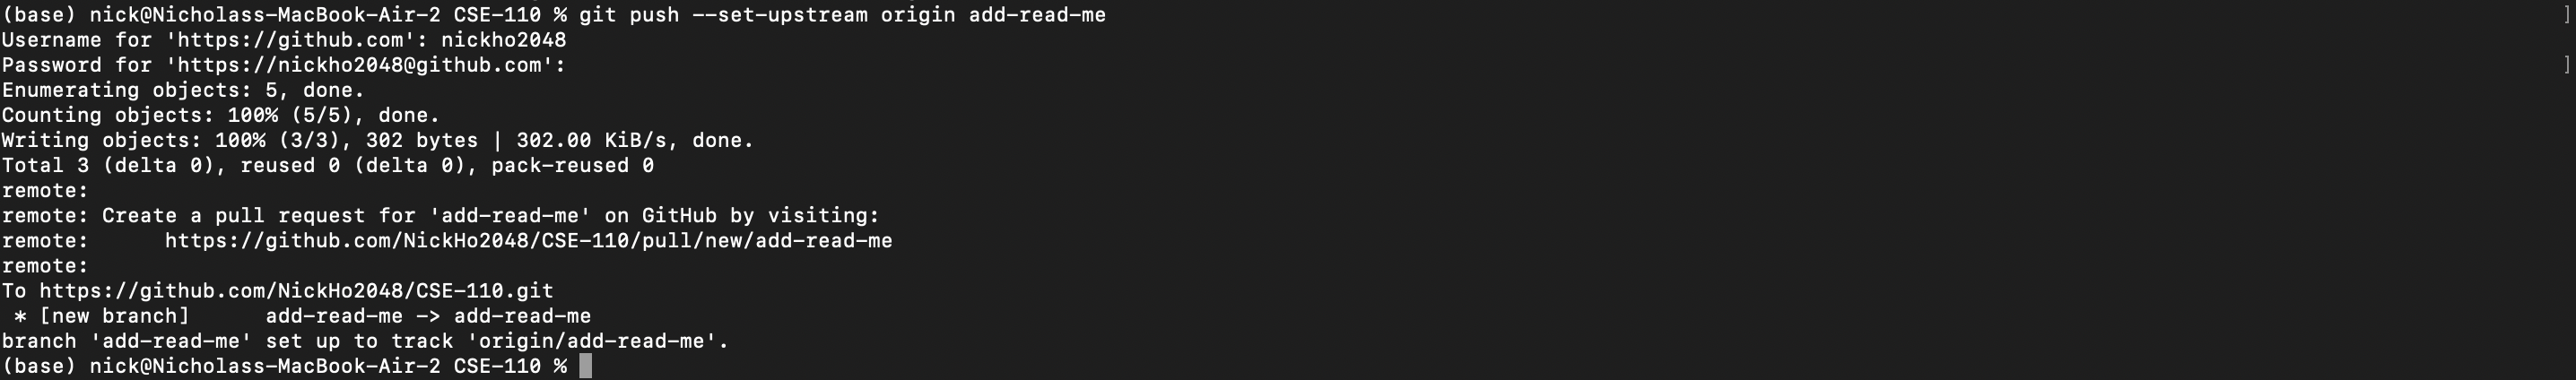 (base) nick@Nicholass-MacBook-Air-2 CSE-110 % git push --set-upstream origin add-read-me ]
Username for 'https://github.com': nickho2048
Password for 'https://nickho2048@github.com': ]
Enumerating objects: 5, done.
Counting objects: 100% (5/5), done.
Writing objects: 100% (3/3), 302 bytes | 302.00 KiB/s, done.
Total 3 (delta 0), reused 0 (delta 0), pack-reused 0
remote:
remote: Create a pull request for 'add-read-me' on GitHub by visiting:
remote:      https://github.com/NickHo2048/CSE-110/pull/new/add-read-me
remote:
To https://github.com/NickHo2048/CSE-110.git
 * [new branch]      add-read-me -> add-read-me
branch 'add-read-me' set up to track 'origin/add-read-me'.
(base) nick@Nicholass-MacBook-Air-2 CSE-110 %